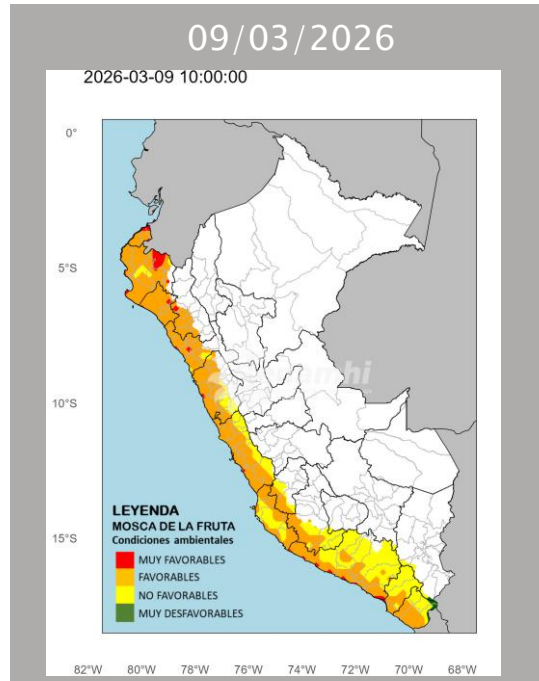 09/03/2026
2026-03-09 10:00:00
0°
5°S
10°S
15°S
LEYENDA
MOSCA DE LA FRUTA
Condiciones ambientales
MUY FAVORABLES
FAVORABLES
NO FAVORABLES
MUY DESFAVORABLES
82°W 80°W 78°W 76°W 74°W 72°W 70°W 68°W